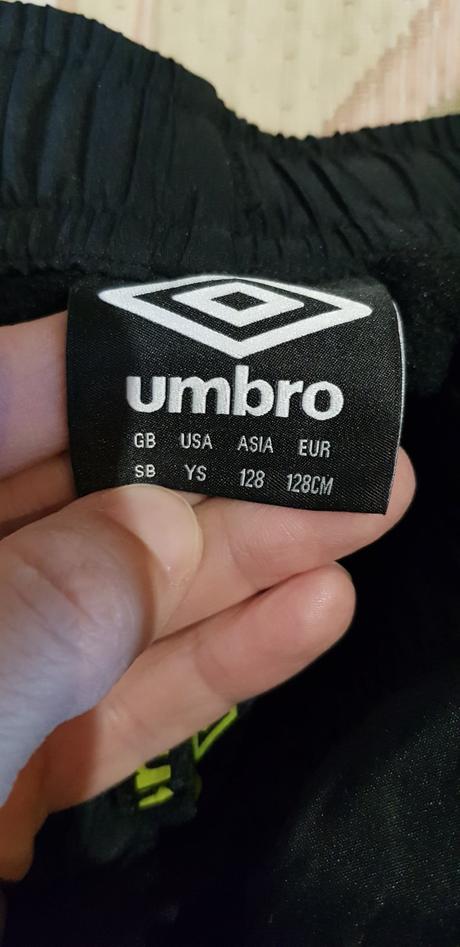 umbro
GB USA ASIA EUR
SB YS 128 128CM